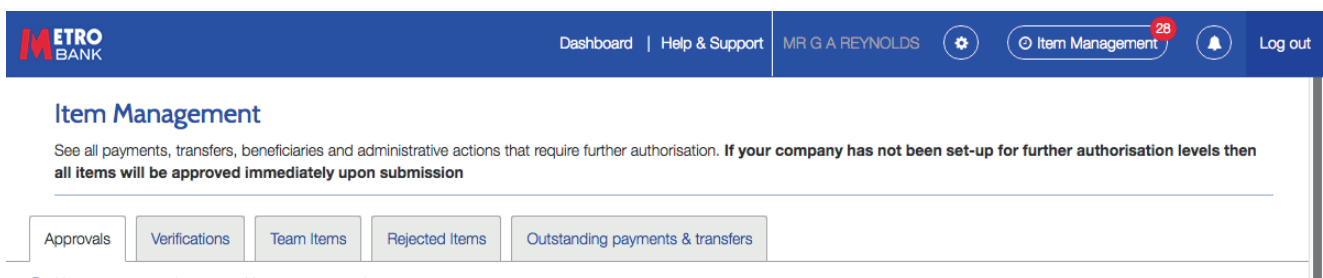 METRO
BANK
Dashboard | Help & Support MR G A REYNOLDS Item Management 28 Log out
Item Management
See all payments, transfers, beneficiaries and administrative actions that require further authorisation. If your company has not been set-up for further authorisation levels then
all items will be approved immediately upon submission
Approvals Verifications Team Items Rejected Items Outstanding payments & transfers